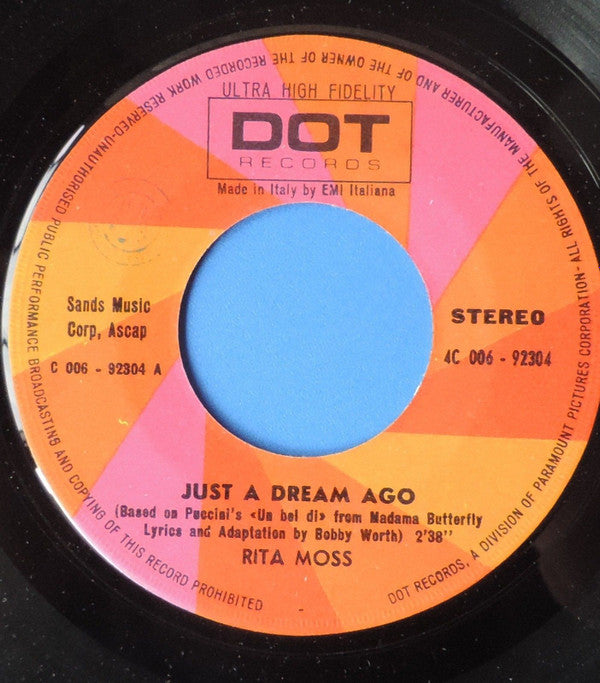 ALL RIGHTS OF THE MANUFACTURER AND OF THE OWNER OF THE RECORDED WORK RESERVED-UNAUTHORISED PUBLIC PERFORMANCE BROADCASTING AND COPYING OF THIS RECORD PROHIBITED
ULTRA HIGH FIDELITY
DOT
RECORDS
Made in Italy by EMI Italiana
Sands Music
Corp, Ascap
C 006 - 92304 A
STEREO
4C 006 - 92304
JUST A DREAM AGO
(Based on Puccini's <Un bel di> from Madama Butterfly
Lyrics and Adaptation by Bobby Worth) 2'38"
RITA MOSS
DOT RECORDS, A DIVISION OF PARAMOUNT PICTURES CORPORATION-